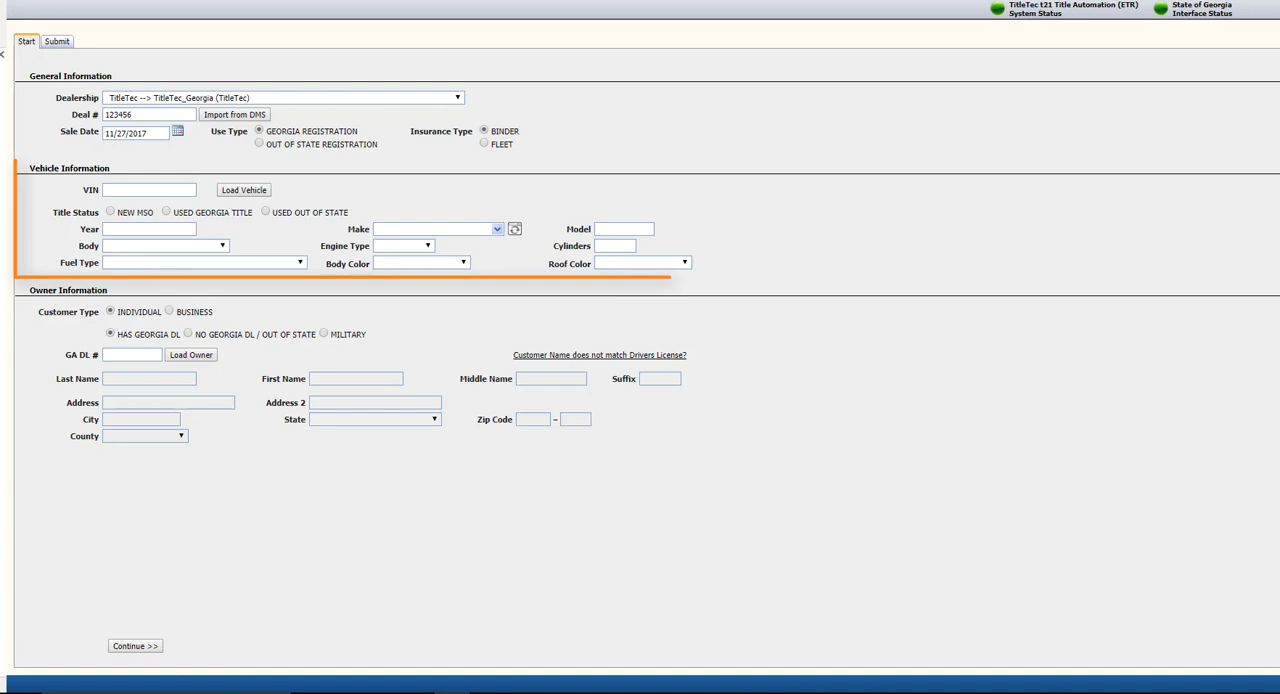 TitleTec t21 Title Automation (ETR)
System Status
State of Georgia
Interface Status
Start Submit
General Information
Dealership TitleTec --> TitleTec_Georgia (TitleTec)
Deal # 123456 Import from DMS
Sale Date 11/27/2017 Use Type GEORGIA REGISTRATION Insurance Type BINDER
OUT OF STATE REGISTRATION FLEET
Vehicle Information
VIN Load Vehicle
Title Status NEW MSO USED GEORGIA TITLE USED OUT OF STATE
Year Make Model
Body Engine Type Cylinders
Fuel Type Body Color Roof Color
Owner Information
Customer Type INDIVIDUAL BUSINESS
HAS GEORGIA DL NO GEORGIA DL / OUT OF STATE MILITARY
GA DL # Load Owner Customer Name does not match Drivers License?
Last Name First Name Middle Name Suffix
Address Address 2
City State Zip Code –
County
Continue >>